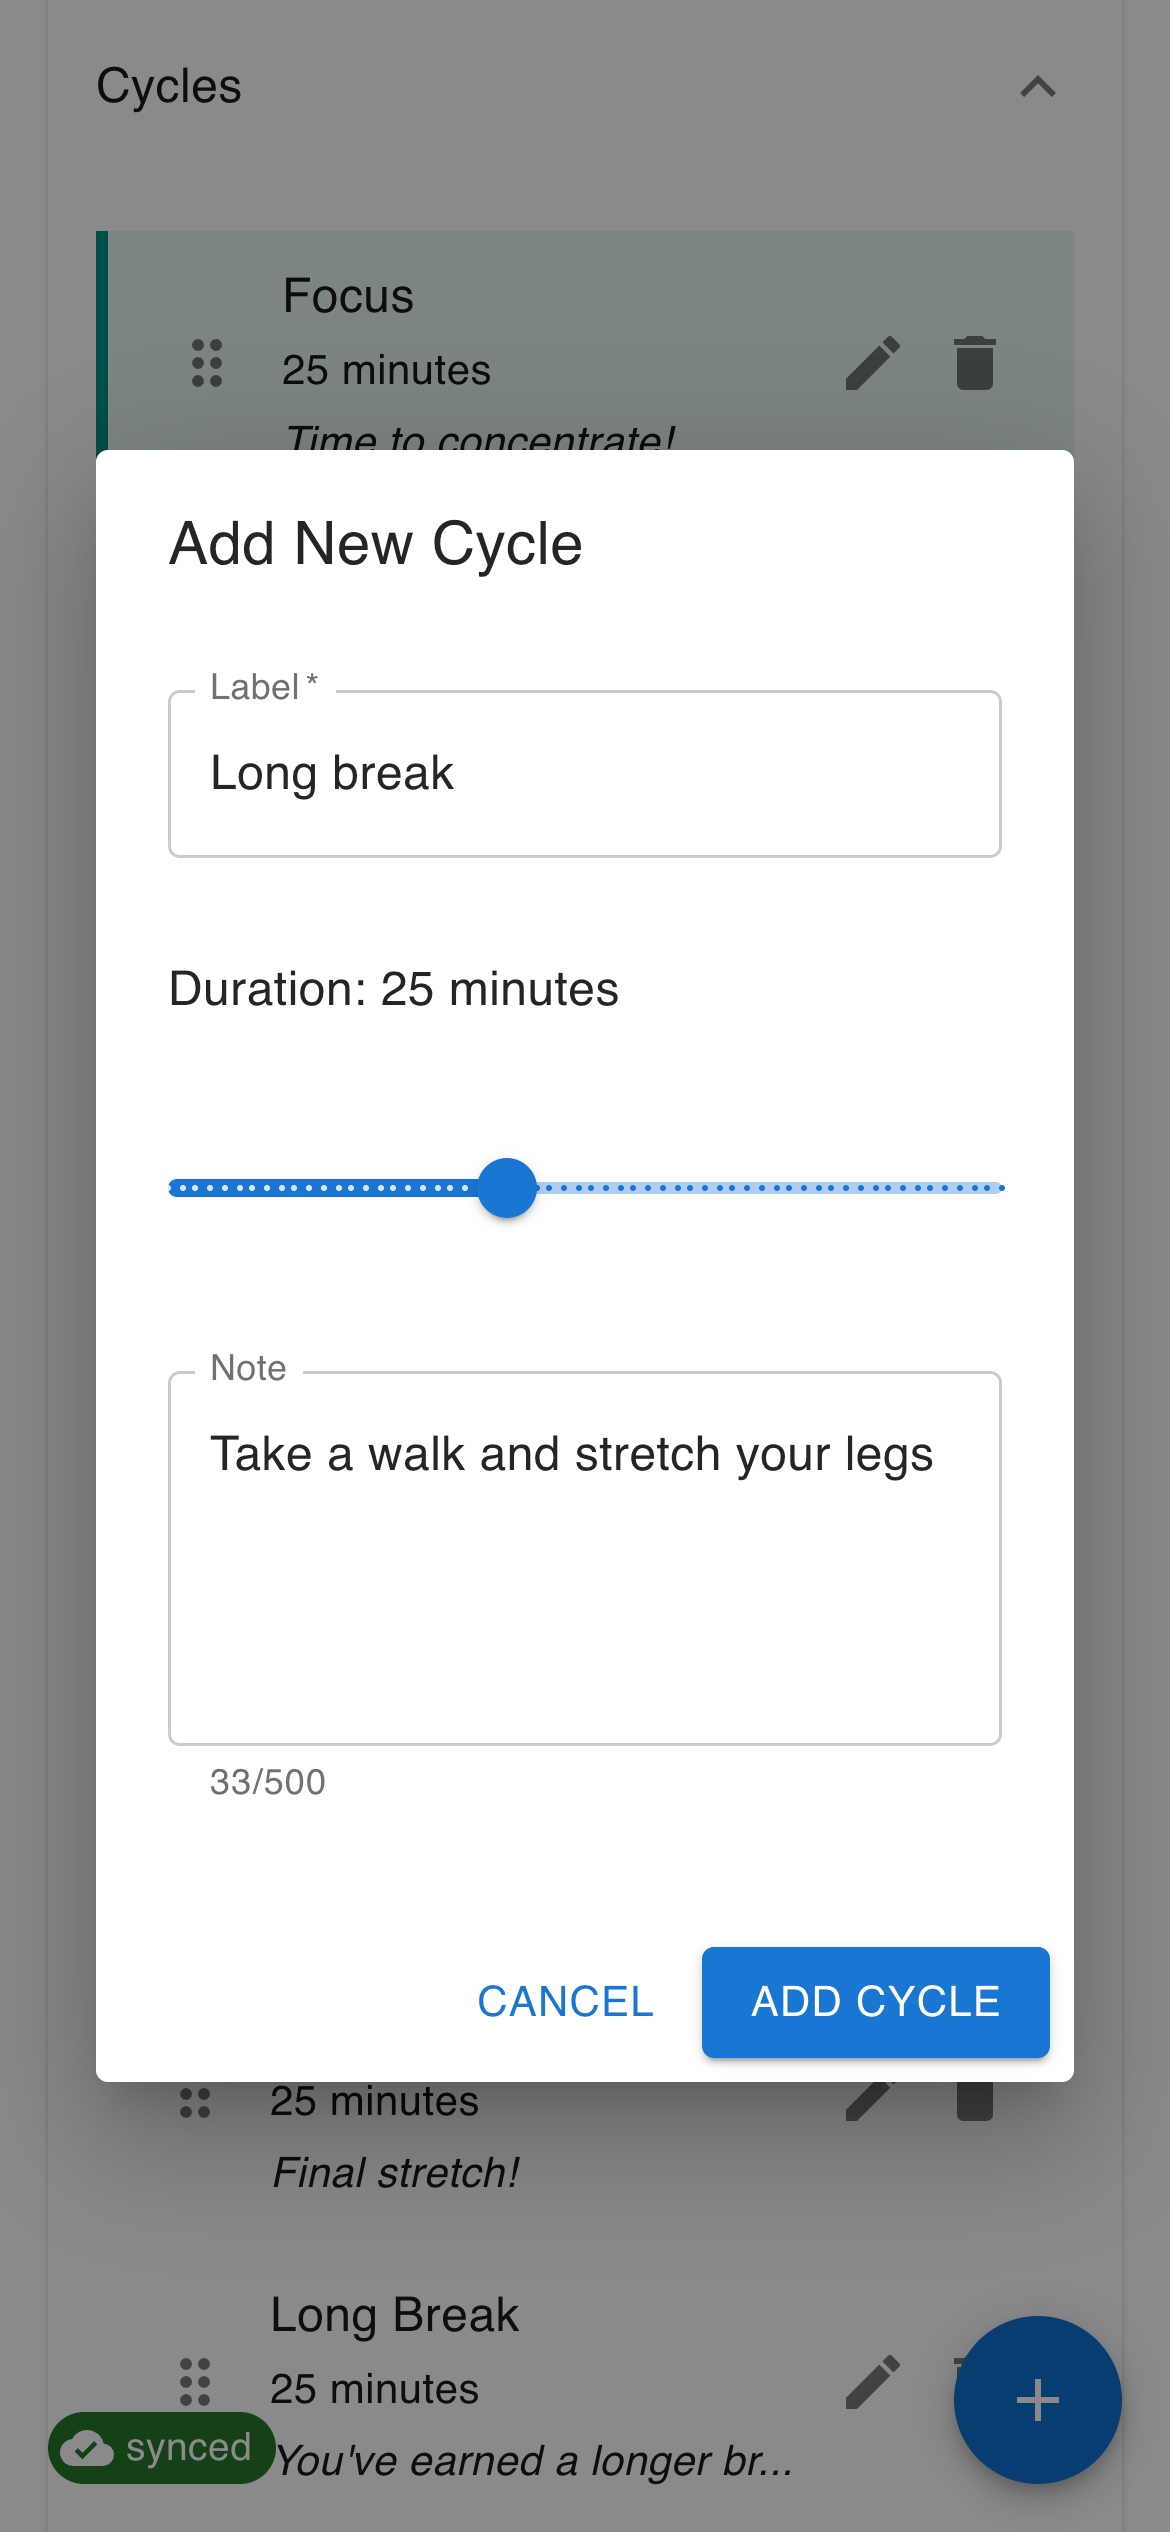 Cycles
Focus
25 minutes
Time to concentrate!
Add New Cycle
Label *
Long break
Duration: 25 minutes
Note
Take a walk and stretch your legs
33/500
CANCEL
ADD CYCLE
25 minutes
Final stretch!
Long Break
25 minutes
synced
You've earned a longer br...